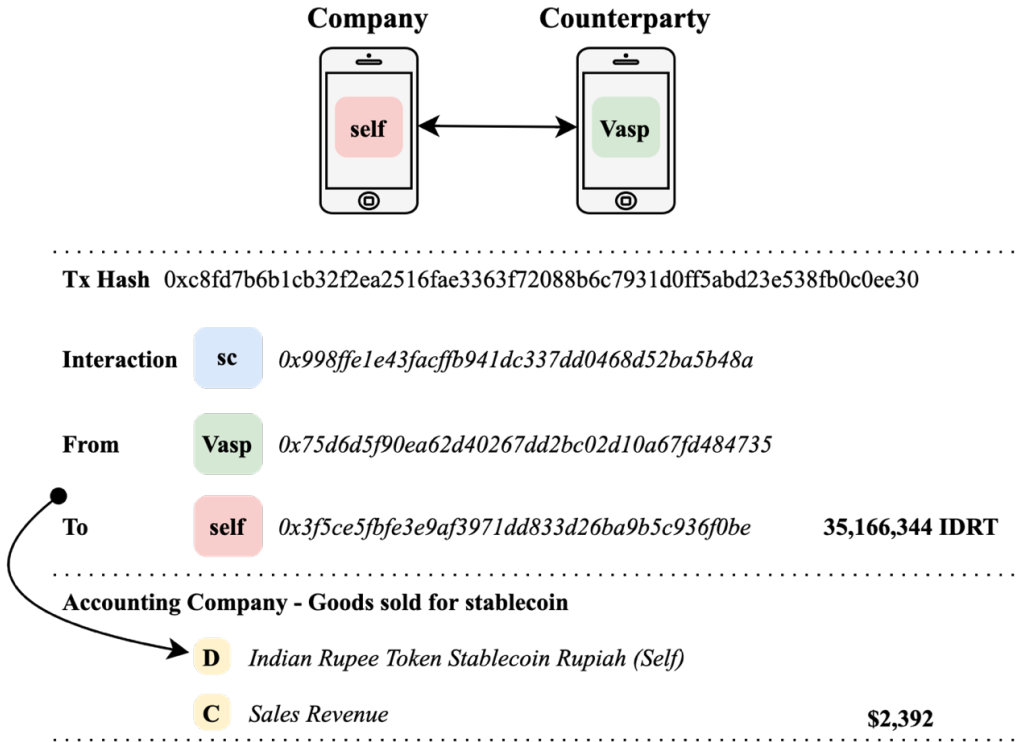 Company Counterparty
self Vasp
Tx Hash 0xc8fd7b6b1cb32f2ea2516fae3363f72088b6c7931d0ff5abd23e538fb0c0ee30
Interaction sc 0x998ffe1e43facffb941dc337dd0468d52ba5b48a
From Vasp 0x75d6d5f90ea62d40267dd2bc02d10a67fd484735
To self 0x3f5ce5fbfe3e9af3971dd833d26ba9b5c936f0be 35,166,344 IDRT
Accounting Company - Goods sold for stablecoin
D Indian Rupee Token Stablecoin Rupiah (Self)
C Sales Revenue $2,392